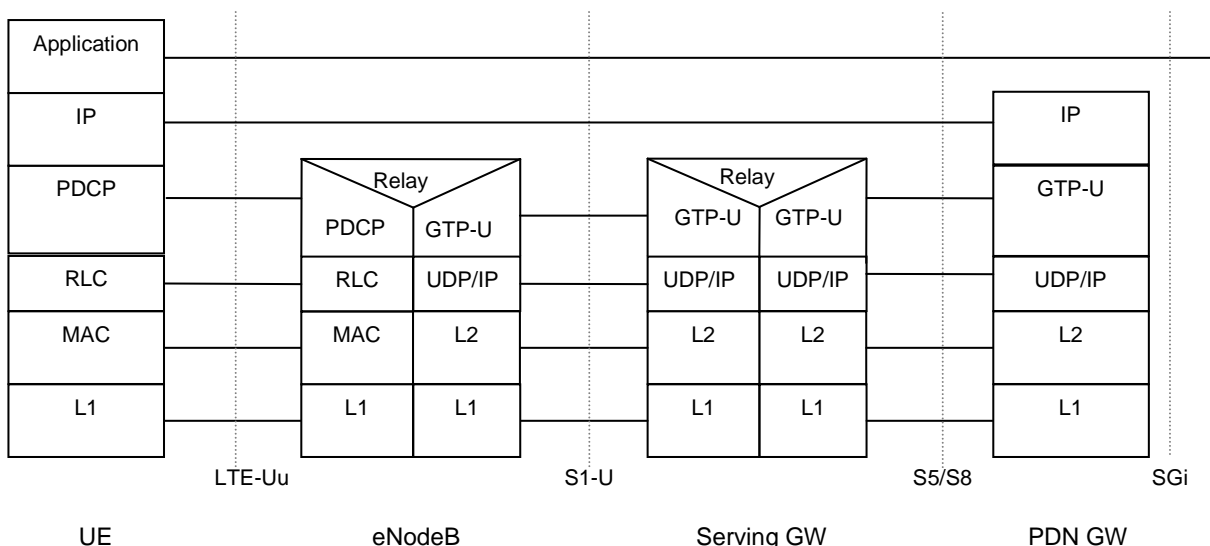 Application
IP
IP
PDCP
Relay
Relay
GTP-U
PDCP
GTP-U
GTP-U
GTP-U
RLC
RLC
UDP/IP
UDP/IP
UDP/IP
UDP/IP
MAC
MAC
L2
L2
L2
L2
L1
L1
L1
L1
L1
L1
LTE-Uu
S1-U
S5/S8
SGi
UE
eNodeB
Serving GW
PDN GW